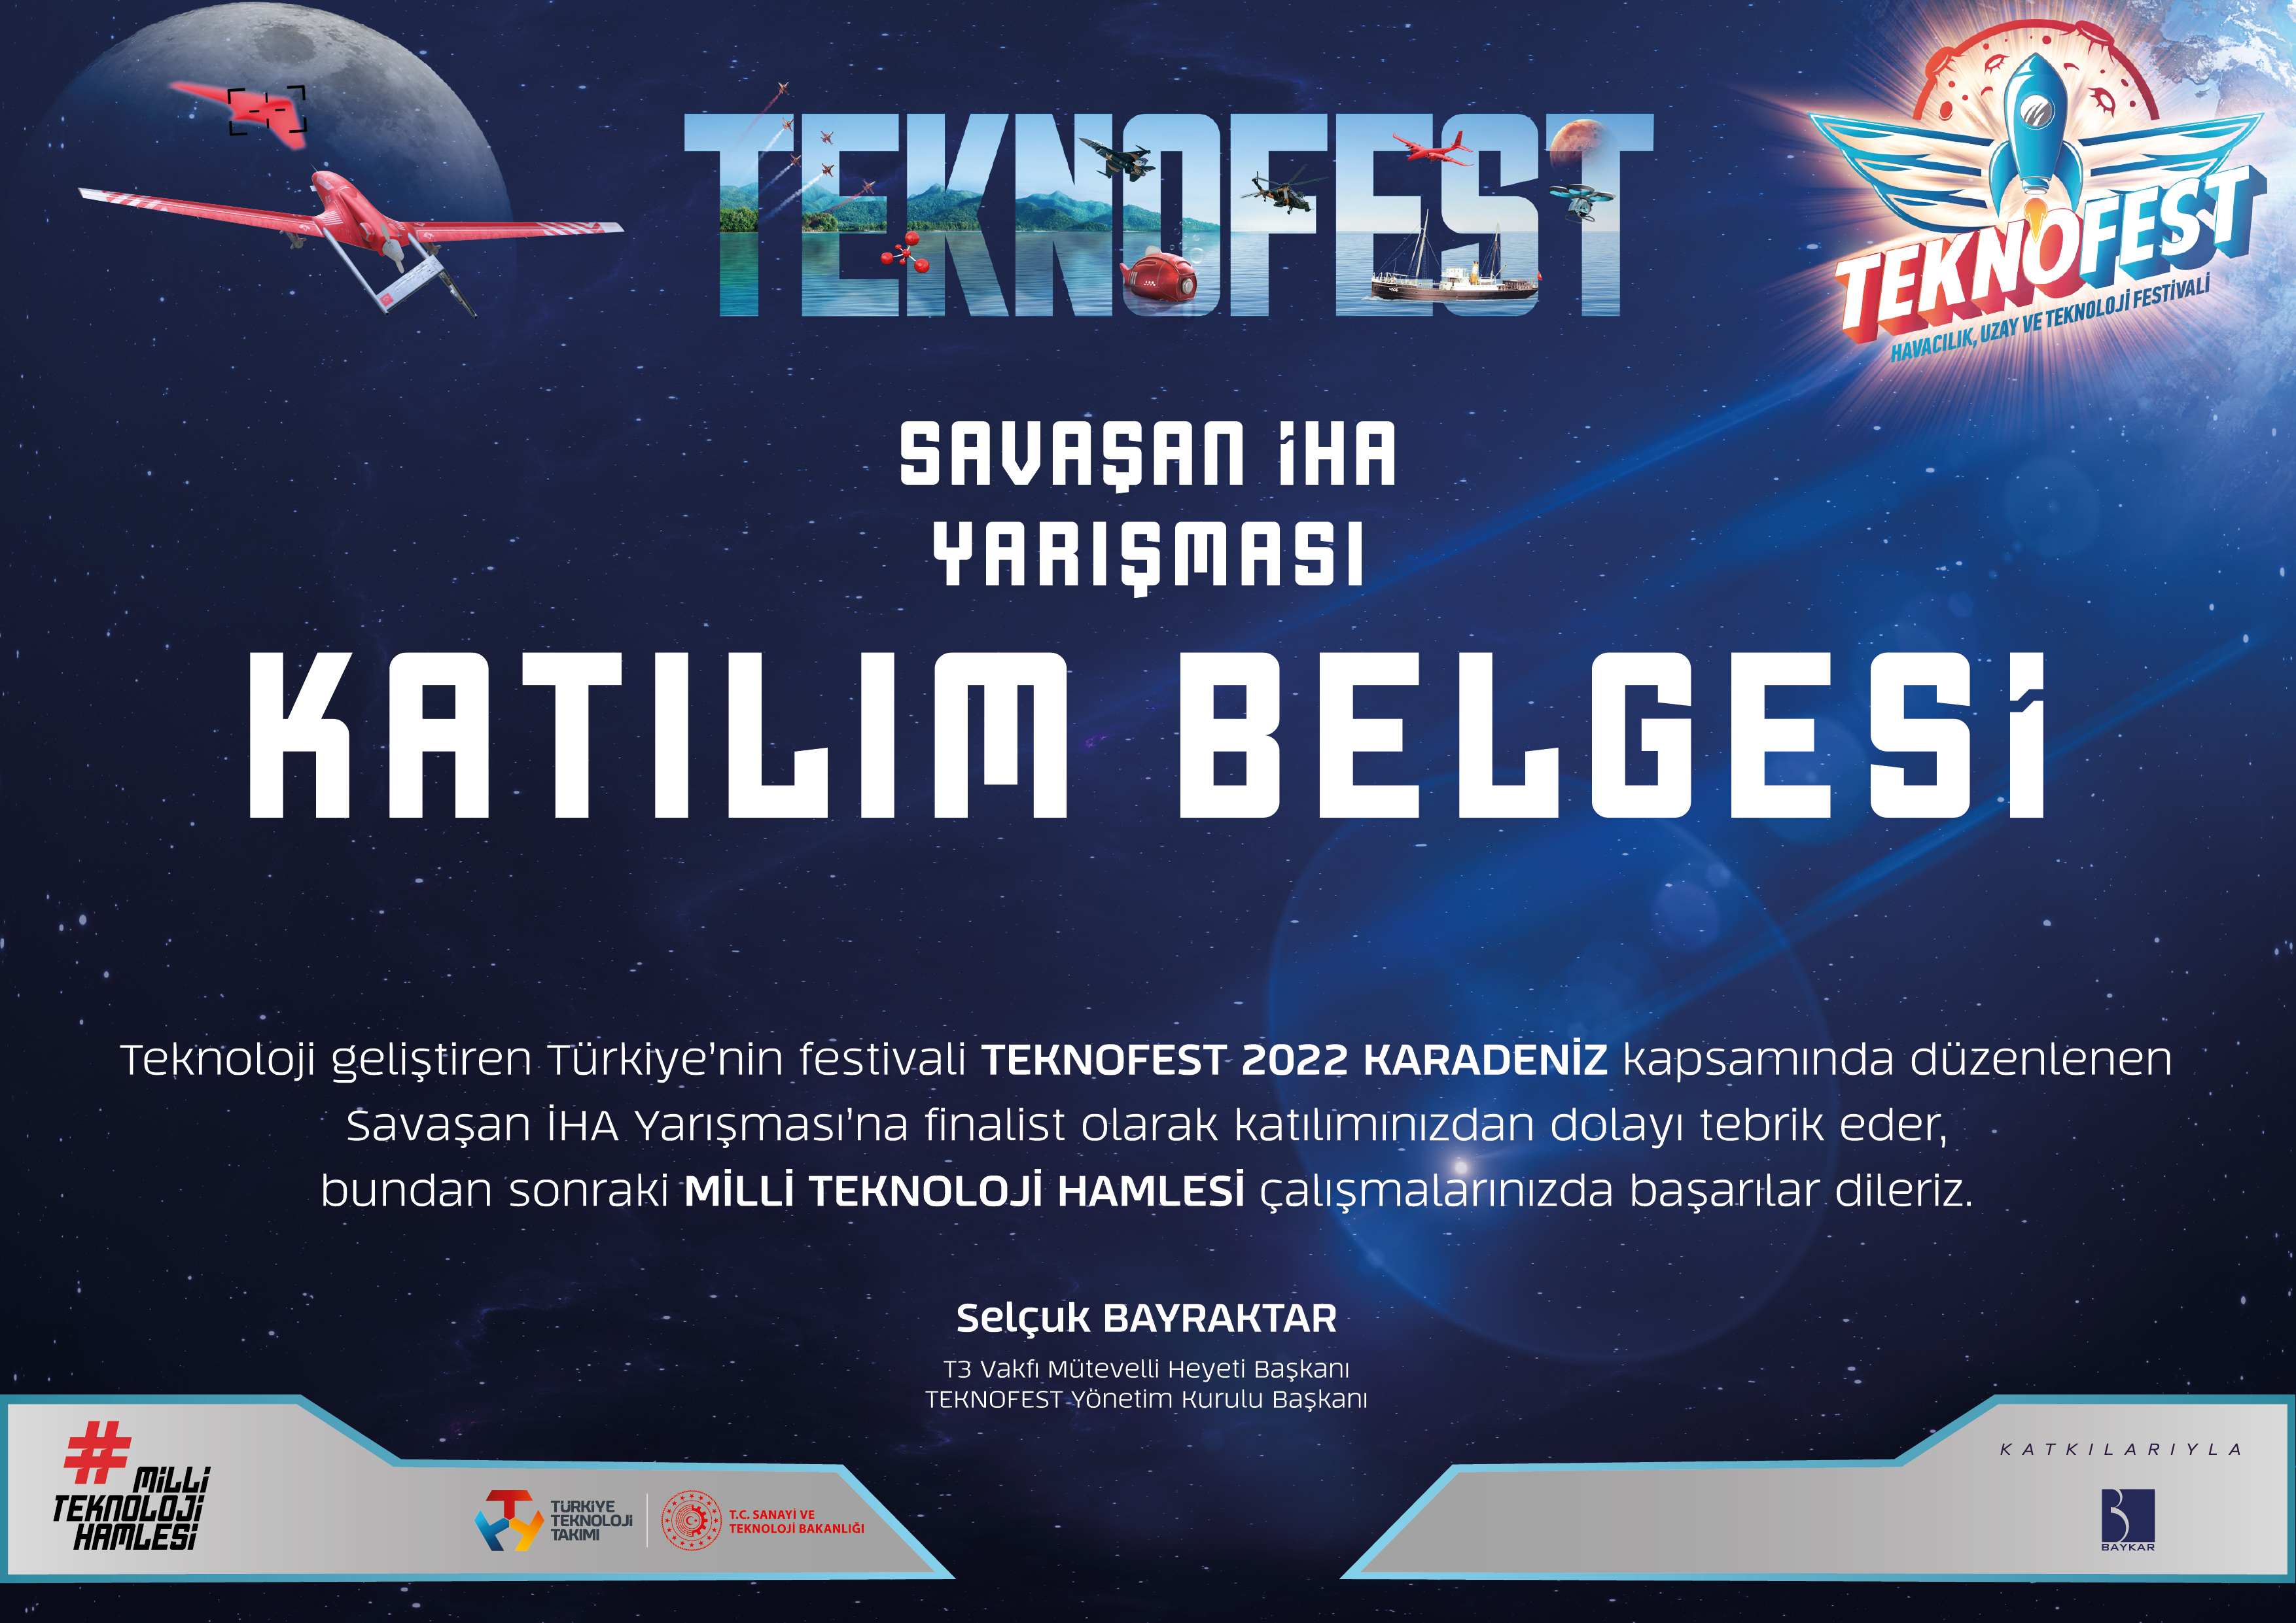 TEKNOFEST
TEKNOFEST
HAVACILIK, UZAY VE TEKNOLOJİ FESTİVALİ
SAVAŞAN İHA
YARIŞMASI
KATILIM BELGESİ
Teknoloji geliştiren Türkiye'nin festivali TEKNOFEST 2022 KARADENİZ kapsamında düzenlenen
Savaşan İHA Yarışması'na finalist olarak katılımınızdan dolayı tebrik eder,
bundan sonraki MİLLİ TEKNOLOJİ HAMLESİ çalışmalarınızda başarılar dileriz.
Selçuk BAYRAKTAR
T3 Vakfı Mütevelli Heyeti Başkanı
TEKNOFEST Yönetim Kurulu Başkanı
#MİLLİ
TEKNOLOJİ
HAMLESİ
TÜRKİYE
TEKNOLOJİ
TAKIMI
T.C. SANAYİ VE
TEKNOLOJİ BAKANLIĞI
KATKILARIYLA
BAYKAR